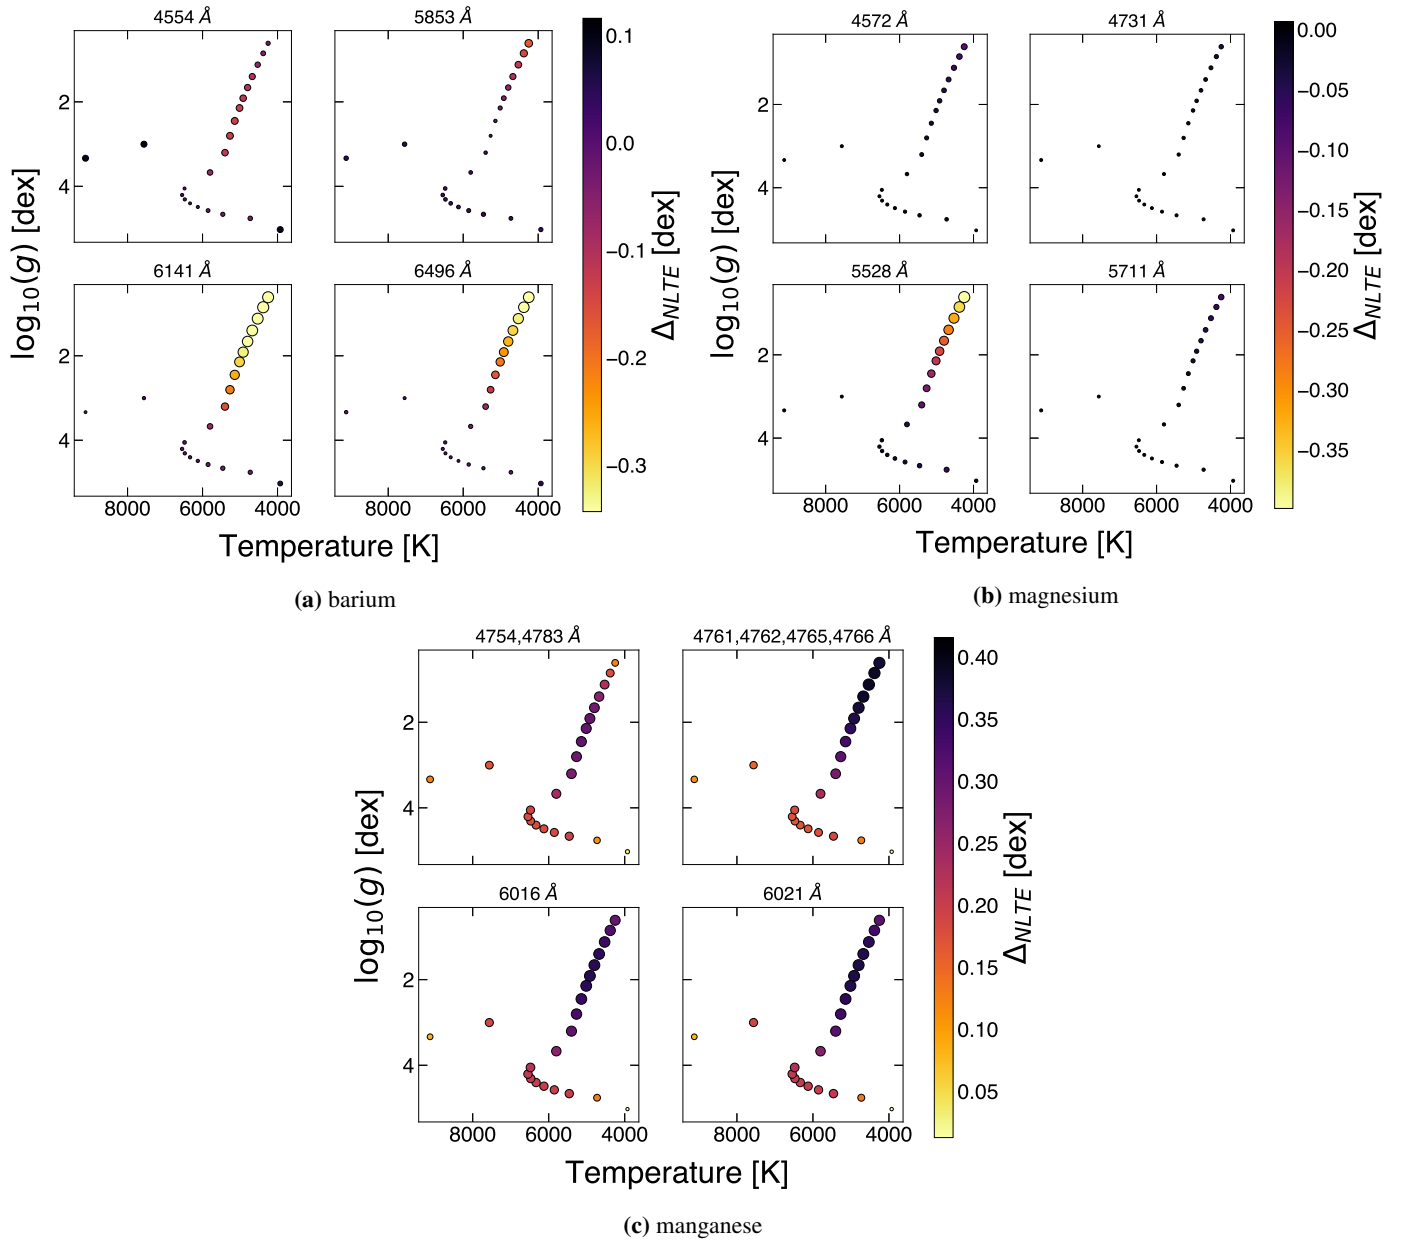 4554 Å
5853 Å
6141 Å
6496 Å
2
4
2
4
8000 6000 4000
8000 6000 4000
log₁₀(g) [dex]
Temperature [K]
0.1
0.0
−0.1
−0.2
−0.3
Δ_NLTE [dex]
(a) barium
4572 Å
4731 Å
5528 Å
5711 Å
2
4
2
4
8000 6000 4000
8000 6000 4000
log₁₀(g) [dex]
Temperature [K]
0.00
−0.05
−0.10
−0.15
−0.20
−0.25
−0.30
−0.35
Δ_NLTE [dex]
(b) magnesium
4754,4783 Å
4761,4762,4765,4766 Å
6016 Å
6021 Å
2
4
2
4
8000 6000 4000
8000 6000 4000
log₁₀(g) [dex]
Temperature [K]
0.40
0.35
0.30
0.25
0.20
0.15
0.10
0.05
Δ_NLTE [dex]
(c) manganese